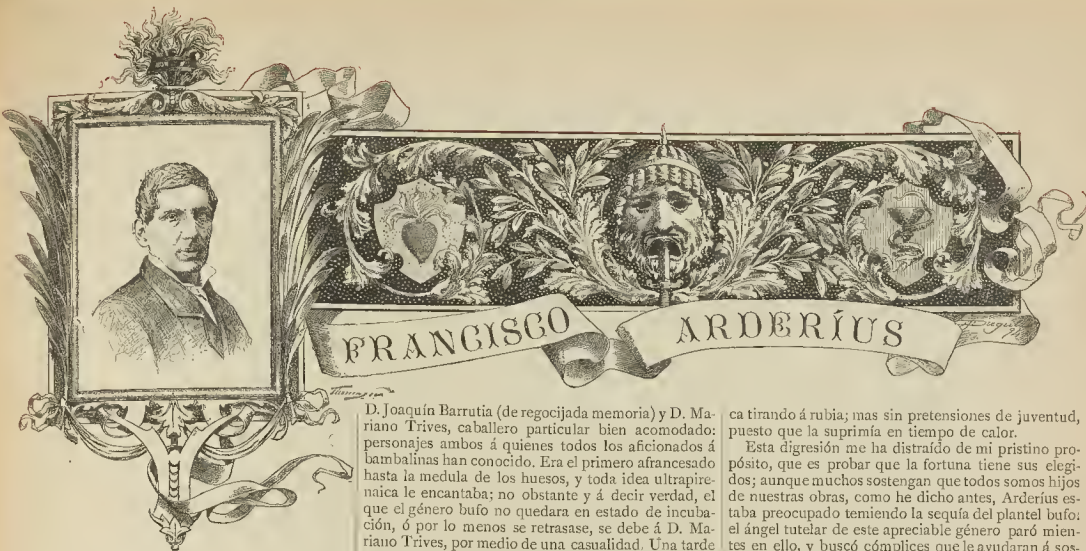 FRANCISCO ARDERÍUS
D. Joaquín Barrutia (de regocijada memoria) y D. Ma-
riano Trives, caballero particular bien acomodado:
personajes ambos á quienes todos los aficionados á
bambalinas han conocido. Era el primero afrancesado
hasta la medula de los huesos, y toda idea ultrapire-
naica le encantaba; no obstante y á decir verdad, el
que el género bufo no quedara en estado de incuba-
ción, ó por lo menos se retrasase, se debe á D. Ma-
riano Trives, por medio de una casualidad. Una tarde
ca tirando á rubia; mas sin pretensiones de juventud,
puesto que la suprimía en tiempo de calor.
Esta digresión me ha distraído de mi pristino pro-
pósito, que es probar que la fortuna tiene sus elegi-
dos; aunque muchos sostengan que todos somos hijos
de nuestras obras, como he dicho antes, Arderíus es-
taba preocupado temiendo la sequía del plantel bufo:
el ángel tutelar de este apreciable género paró mien-
tes en ello, y buscó cómplices que le ayudaran á sos-